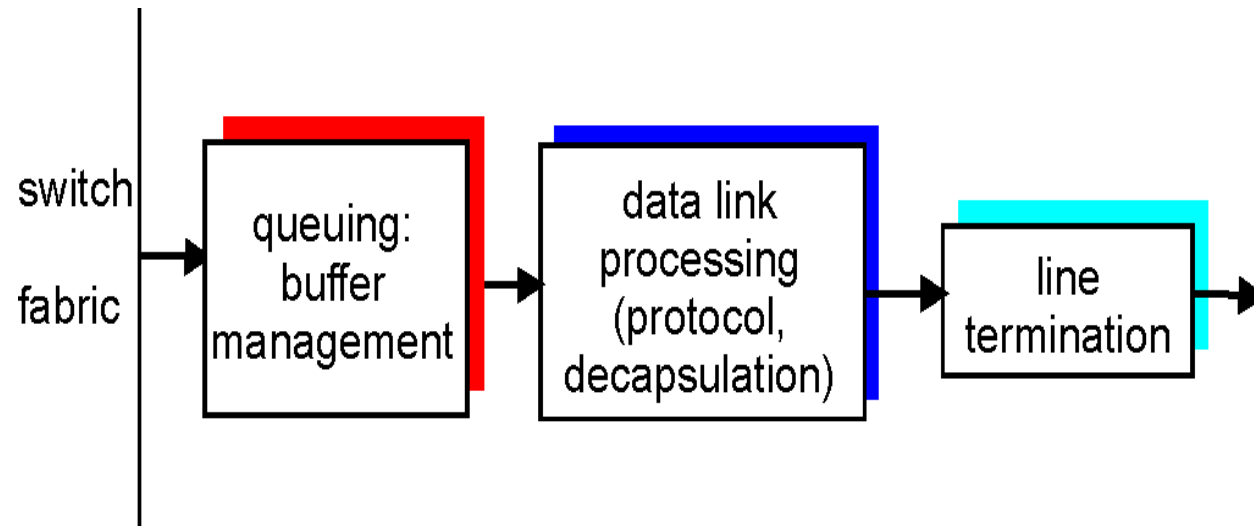 switch
fabric
queuing:
buffer
management
data link
processing
(protocol,
decapsulation)
line
termination